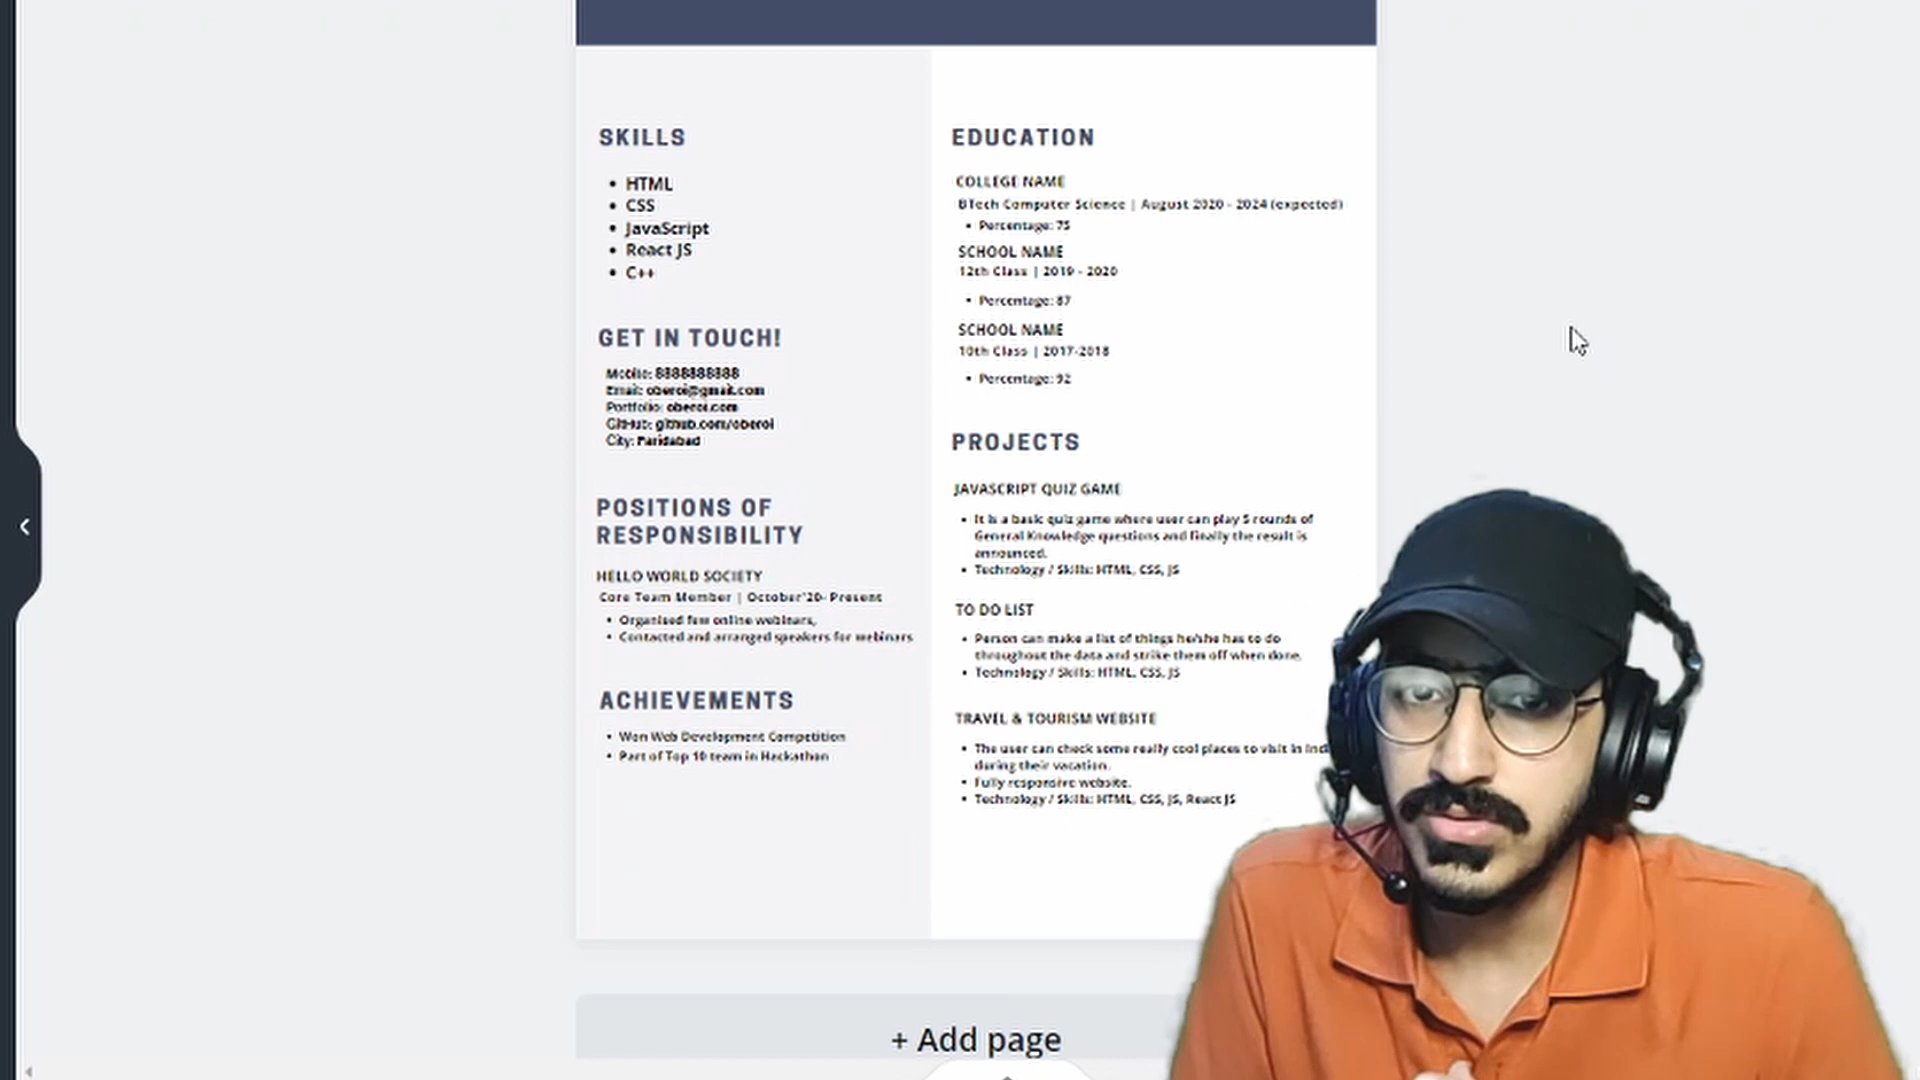 SKILLS
• HTML
• CSS
• JavaScript
• React JS
• C++
GET IN TOUCH!
Mobile: 8888888888
Email: oberoi@gmail.com
Portfolio: oberoi.com
GitHub: github.com/oberoi
City: Faridabad
POSITIONS OF
RESPONSIBILITY
HELLO WORLD SOCIETY
Core Team Member | October'20- Present
• Organised few online webinars,
• Contacted and arranged speakers for webinars
ACHIEVEMENTS
• Won Web Development Competition
• Part of Top 10 team in Hackathon
EDUCATION
COLLEGE NAME
BTech Computer Science | August 2020 - 2024 (expected)
• Percentage: 75
SCHOOL NAME
12th Class | 2019 - 2020
• Percentage: 87
SCHOOL NAME
10th Class | 2017-2018
• Percentage: 92
PROJECTS
JAVASCRIPT QUIZ GAME
• It is a basic quiz game where user can play 5 rounds of
General Knowledge questions and finally the result is
announced.
• Technology / Skills: HTML, CSS, JS
TO DO LIST
• Person can make a list of things he/she has to do
throughout the data and strike them off when done.
• Technology / Skills: HTML, CSS, JS
TRAVEL & TOURISM WEBSITE
• The user can check some really cool places to visit in
during their vacation.
• Fully responsive website.
• Technology / Skills: HTML, CSS, JS, React JS
+ Add page